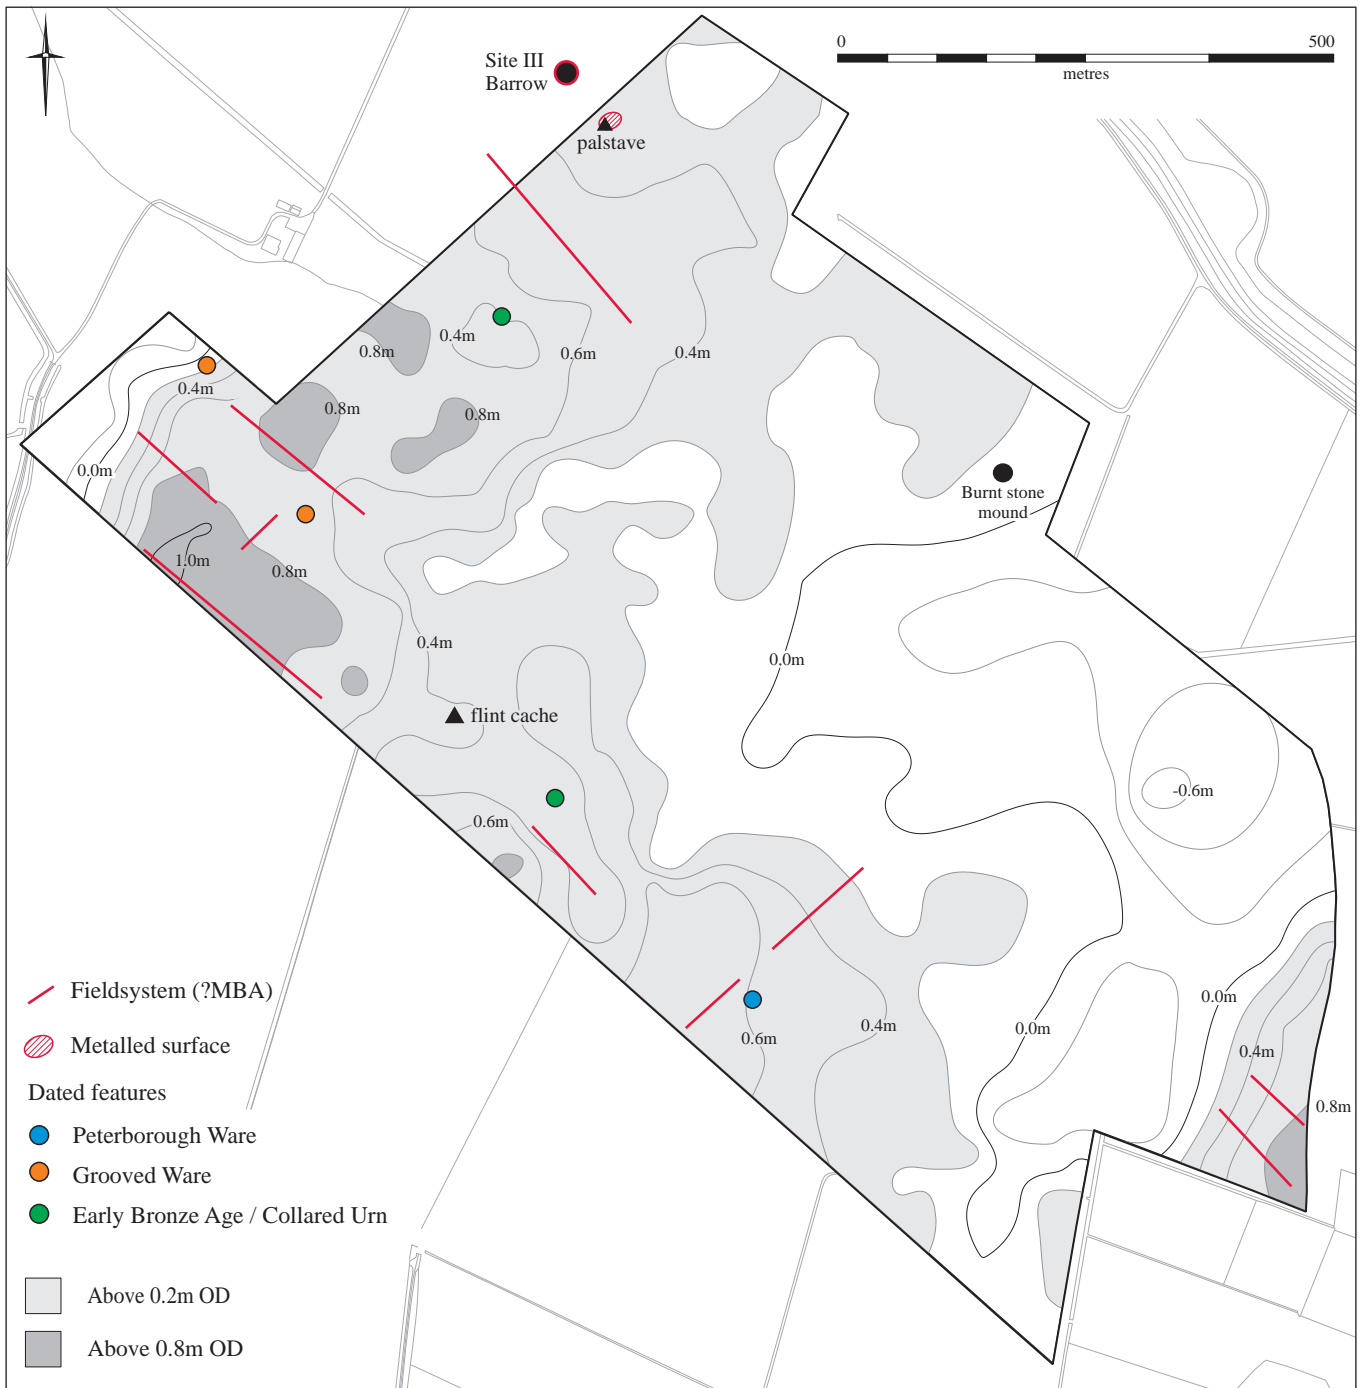 0 500
metres
Site III
Barrow
palstave
0.8m
0.4m
0.6m
0.4m
0.4m
0.8m
0.8m
0.0m
Burnt stone
mound
1.0m
0.8m
0.4m
0.0m
flint cache
-0.6m
0.6m
0.0m
0.4m
0.0m
0.6m
0.4m
0.8m
Fieldsystem (?MBA)
Metalled surface
Dated features
Peterborough Ware
Grooved Ware
Early Bronze Age / Collared Urn
Above 0.2m OD
Above 0.8m OD